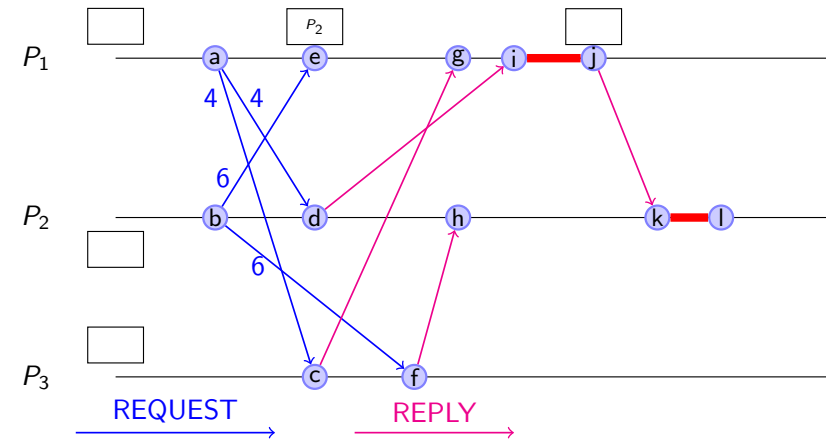 P2
P1 a e g i j
4 4
6
P2 b d h k l
6
P3 c f
REQUEST REPLY